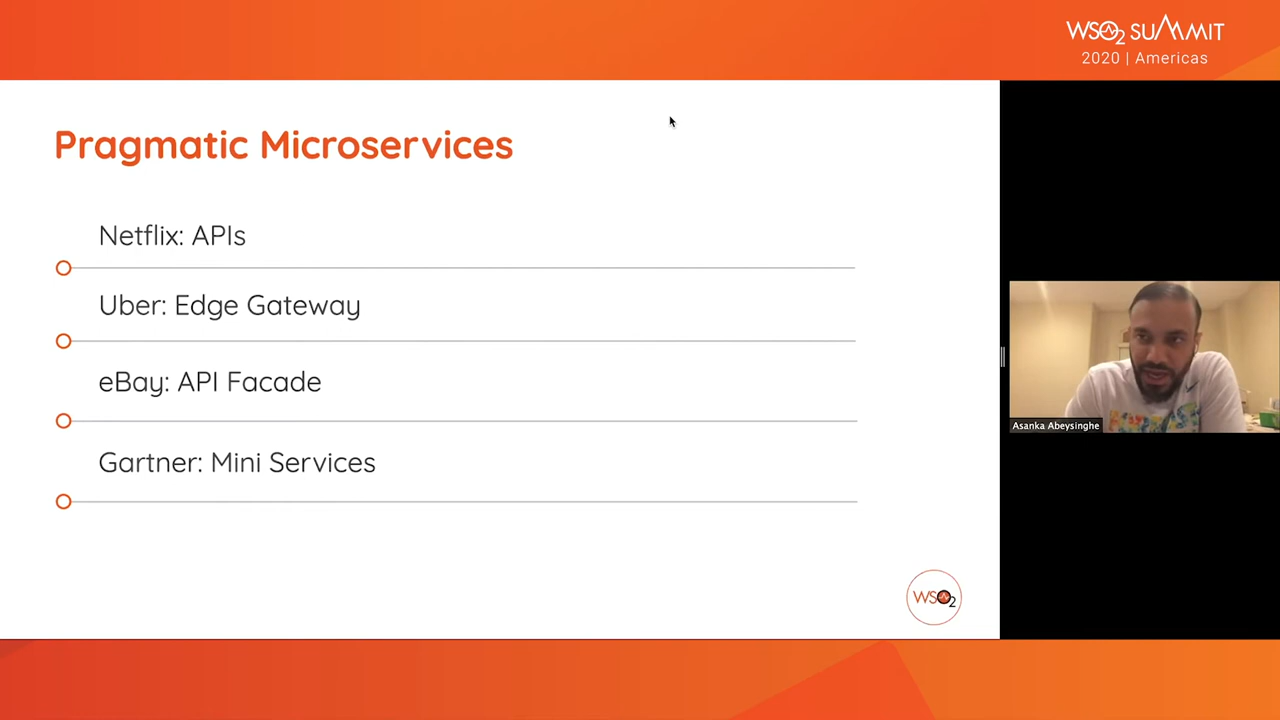 WSO2 SUMMIT
2020 | Americas
Pragmatic Microservices
Netflix: APIs
Uber: Edge Gateway
eBay: API Facade
Gartner: Mini Services
Asanka Abeysinghe
WSO2